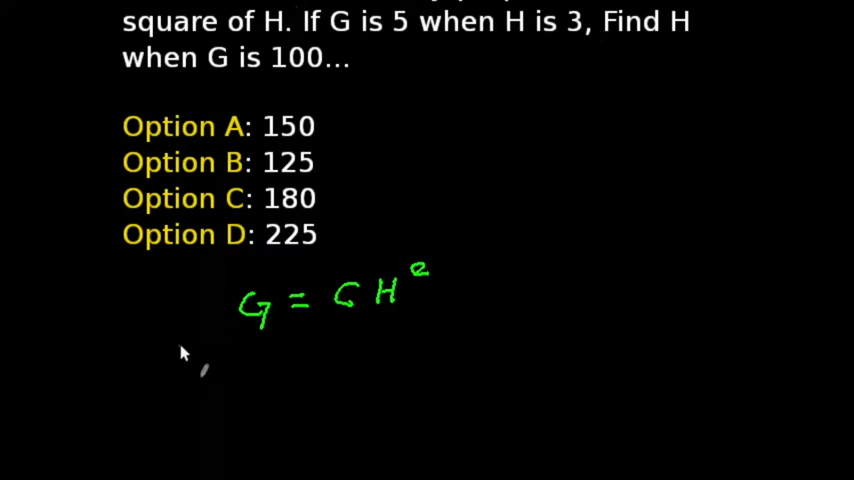 square of H. If G is 5 when H is 3, Find H
when G is 100...
Option A: 150
Option B: 125
Option C: 180
Option D: 225
G = C H²